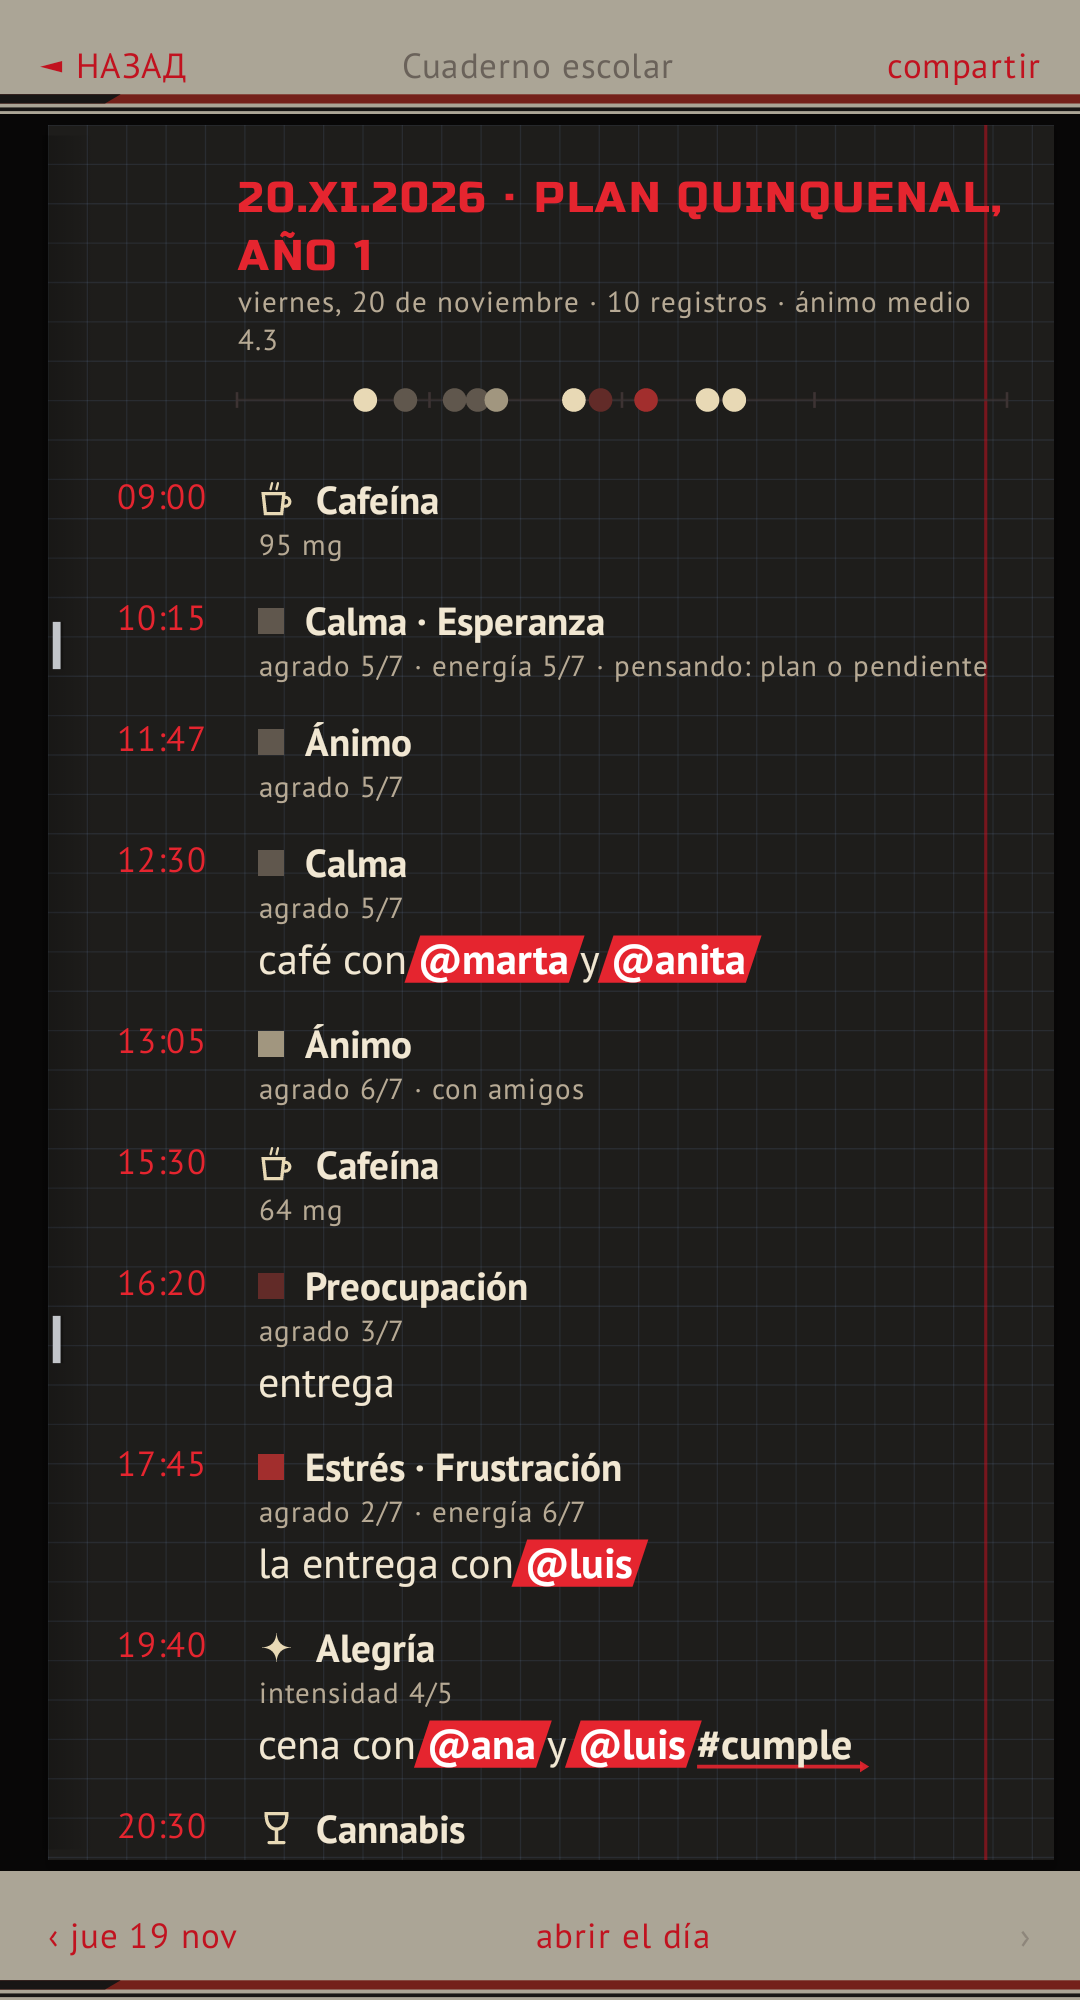 ◄ НАЗАД
Cuaderno escolar
compartir
20.XI.2026 · PLAN QUINQUENAL,
AÑO 1
viernes, 20 de noviembre · 10 registros · ánimo medio
4.3
09:00 Cafeína
95 mg
10:15 Calma · Esperanza
agrado 5/7 · energía 5/7 · pensando: plan o pendiente
11:47 Ánimo
agrado 5/7
12:30 Calma
agrado 5/7
café con @marta y @anita
13:05 Ánimo
agrado 6/7 · con amigos
15:30 Cafeína
64 mg
16:20 Preocupación
agrado 3/7
entrega
17:45 Estrés · Frustración
agrado 2/7 · energía 6/7
la entrega con @luis
19:40 Alegría
intensidad 4/5
cena con @ana y @luis #cumple
20:30 Cannabis
‹ jue 19 nov
abrir el día
›